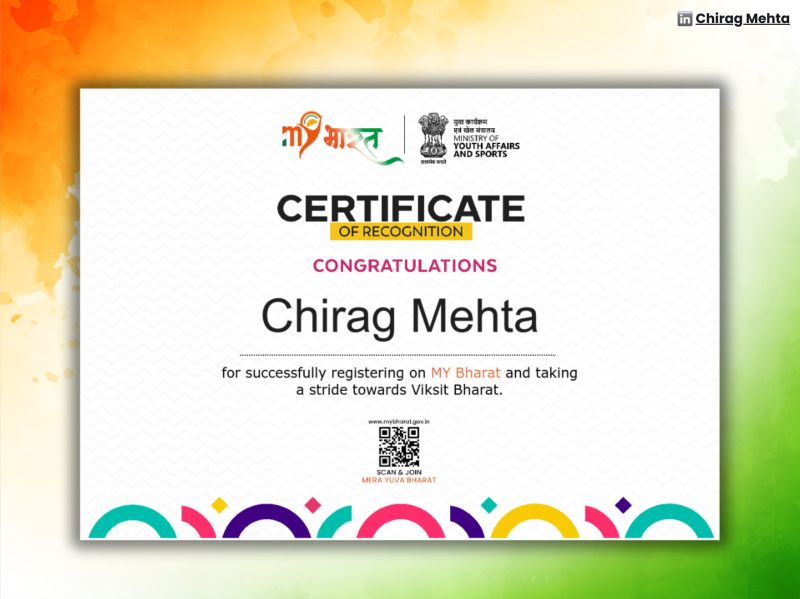 in Chirag Mehta
my भारत
युवा कार्यक्रम
एवं खेल मंत्रालय
MINISTRY OF
YOUTH AFFAIRS
AND SPORTS
सत्यमेव जयते
CERTIFICATE
OF RECOGNITION
CONGRATULATIONS
Chirag Mehta
for successfully registering on MY Bharat and taking
a stride towards Viksit Bharat.
www.mybharat.gov.in
SCAN & JOIN
MERA YUVA BHARAT